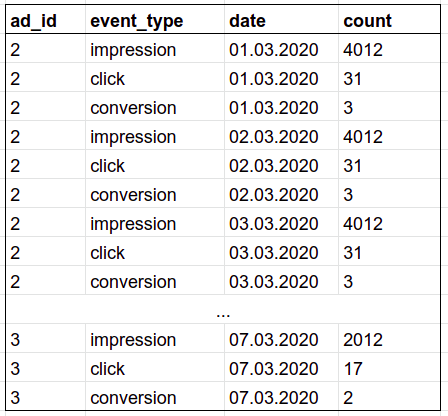 ad_id event_type date count
2 impression 01.03.2020 4012
2 click 01.03.2020 31
2 conversion 01.03.2020 3
2 impression 02.03.2020 4012
2 click 02.03.2020 31
2 conversion 02.03.2020 3
2 impression 03.03.2020 4012
2 click 03.03.2020 31
2 conversion 03.03.2020 3
...
3 impression 07.03.2020 2012
3 click 07.03.2020 17
3 conversion 07.03.2020 2